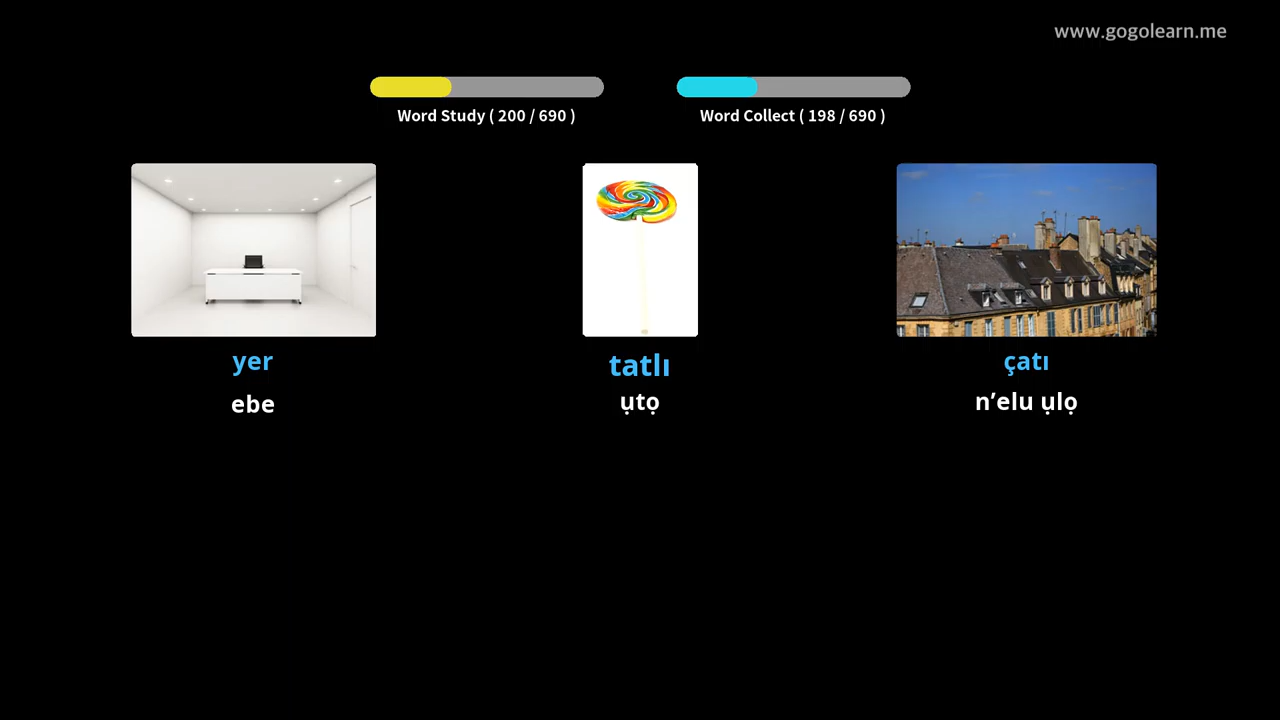 www.gogolearn.me
Word Study ( 200 / 690 )
Word Collect ( 198 / 690 )
yer
tatlı
çatı
ebe
ụtọ
n’elu ụlọ